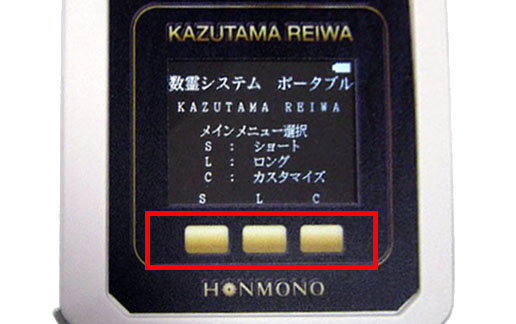 KAZUTAMA REIWA
数霊システム ポータブル
KAZUTAMA REIWA
メインメニュー選択
S : ショート
L : ロング
C : カスタマイズ
S L C
HONMONO